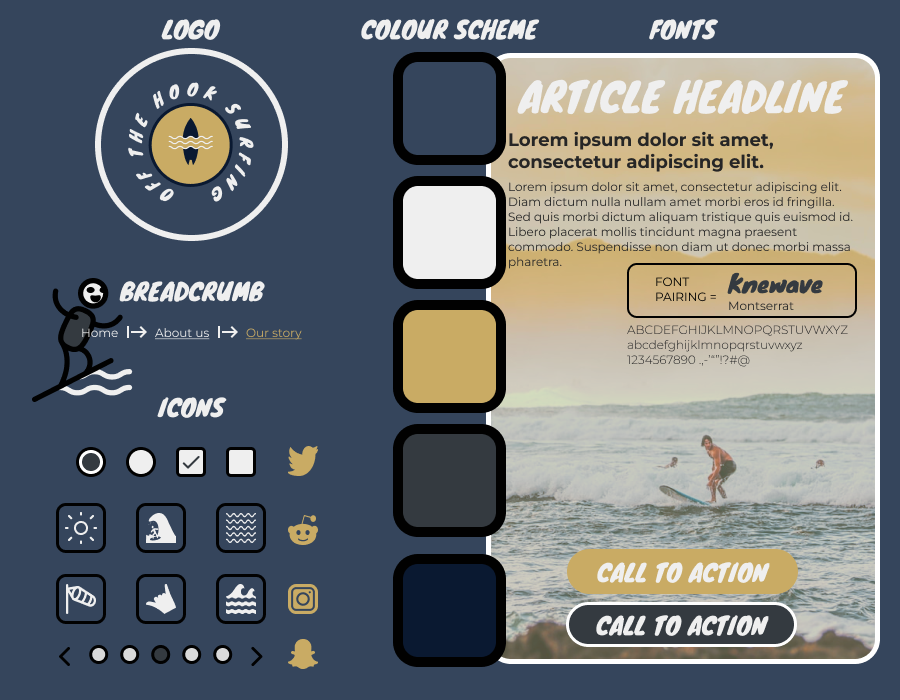 LOGO
COLOUR SCHEME
FONTS
OFF THE HOOK SURFING
ARTICLE HEADLINE
Lorem ipsum dolor sit amet,
consectetur adipiscing elit.
Lorem ipsum dolor sit amet, consectetur adipiscing elit.
Diam dictum nulla nullam amet morbi eros id fringilla.
Sed quis morbi dictum aliquam tristique quis euismod id.
Libero placerat mollis tincidunt magna praesent
commodo. Suspendisse non diam ut donec morbi massa
pharetra.
FONT
PAIRING =
Knewave
Montserrat
ABCDEFGHIJKLMNOPQRSTUVWXYZ
abcdefghijklmnopqrstuvwxyz
1234567890 .,-'“”!?#@
BREADCRUMB
Home
About us
Our story
ICONS
CALL TO ACTION
CALL TO ACTION